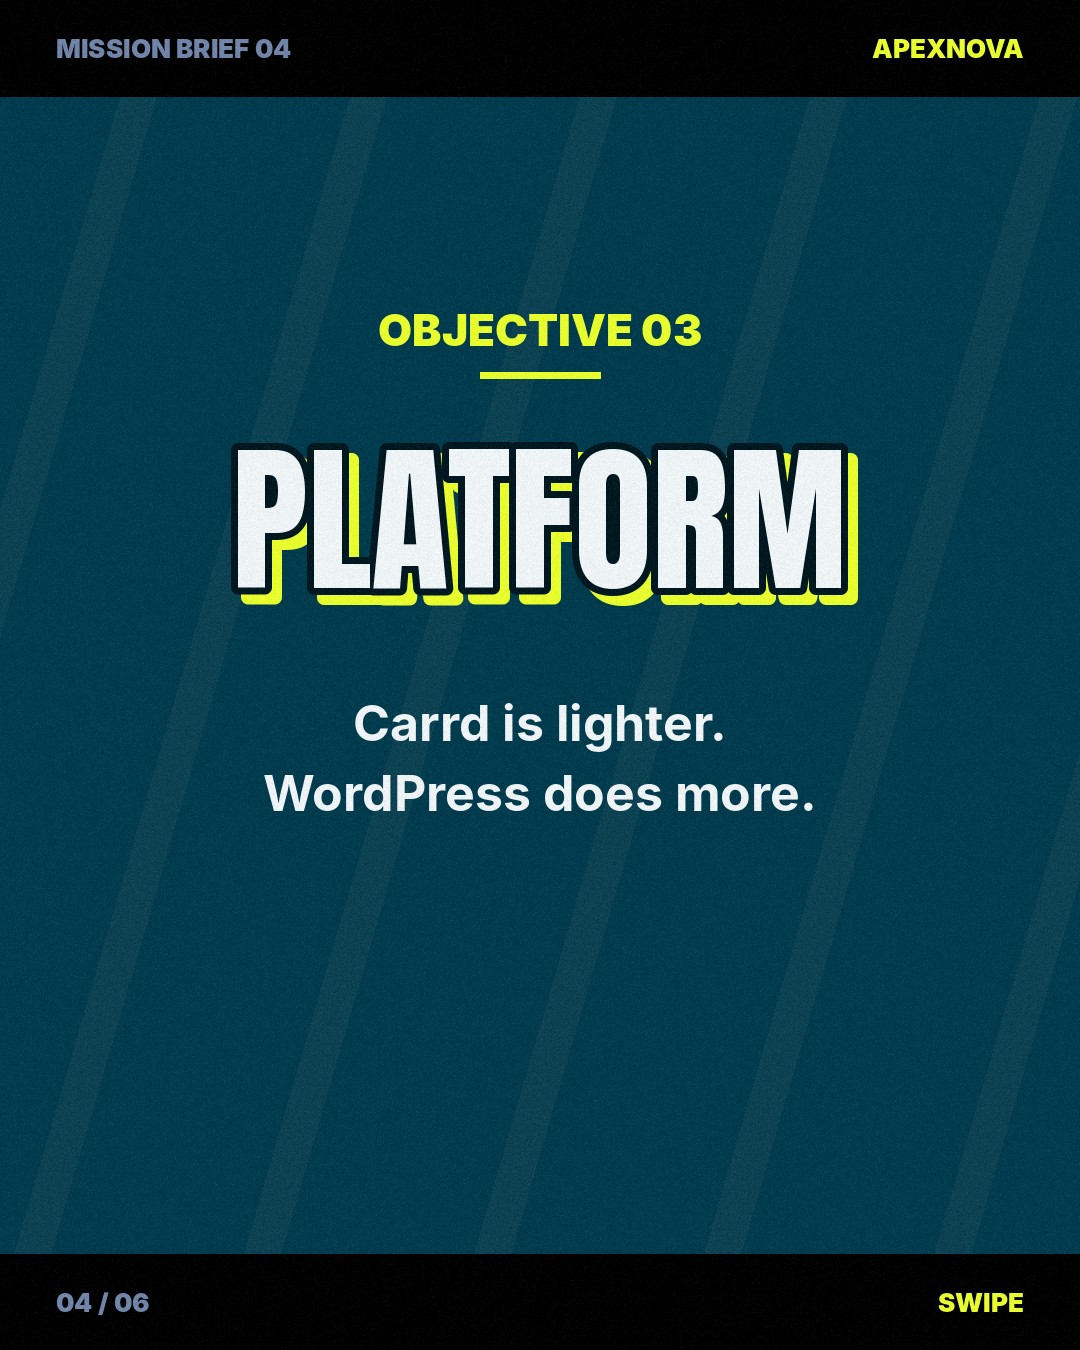 MISSION BRIEF 04
APEXNOVA
OBJECTIVE 03
PLATFORM
Carrd is lighter.
WordPress does more.
04 / 06
SWIPE